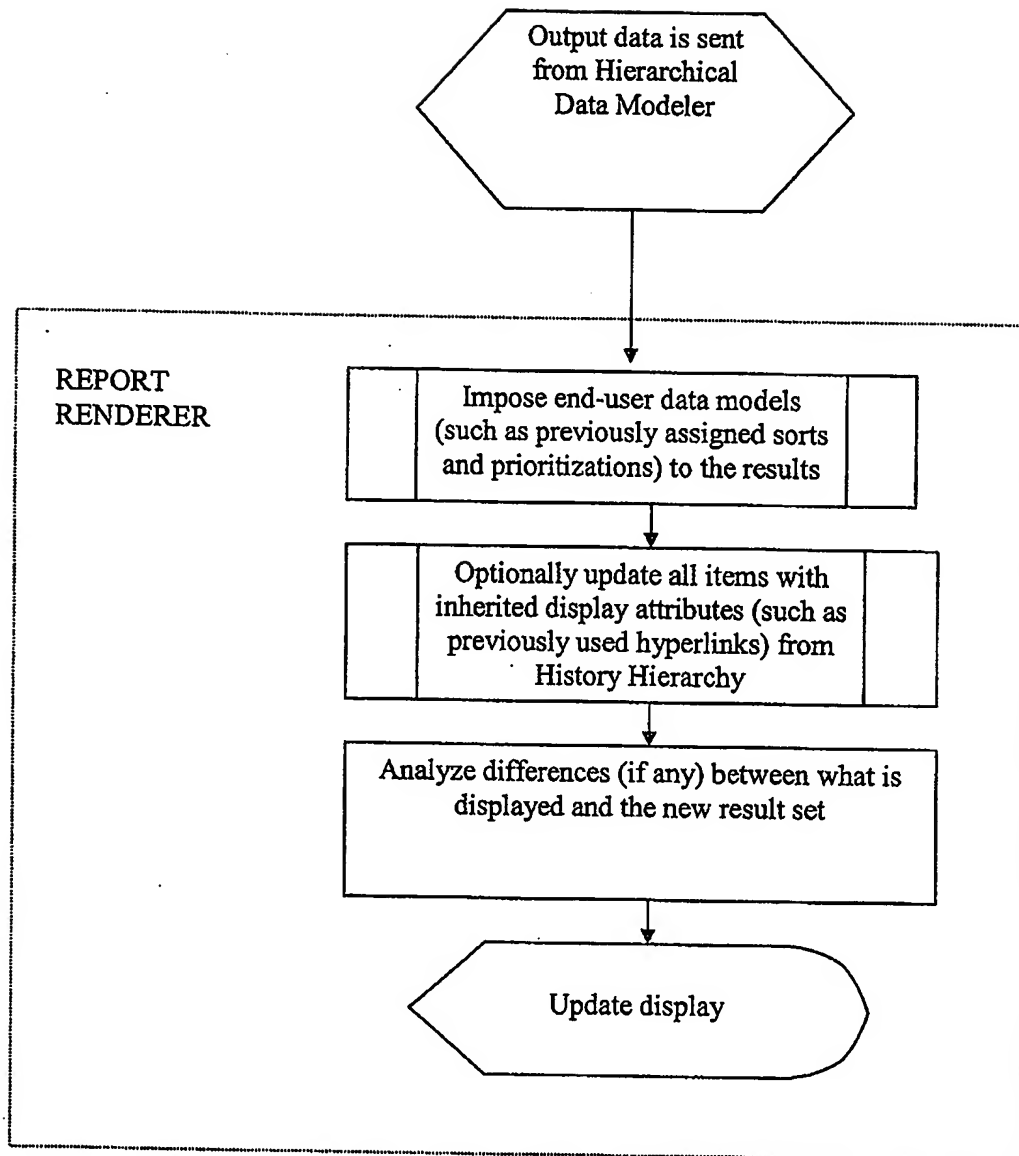 Output data is sent
from Hierarchical
Data Modeler
REPORT
RENDERER
Impose end-user data models
(such as previously assigned sorts
and prioritizations) to the results
Optionally update all items with
inherited display attributes (such as
previously used hyperlinks) from
History Hierarchy
Analyze differences (if any) between what is
displayed and the new result set
Update display